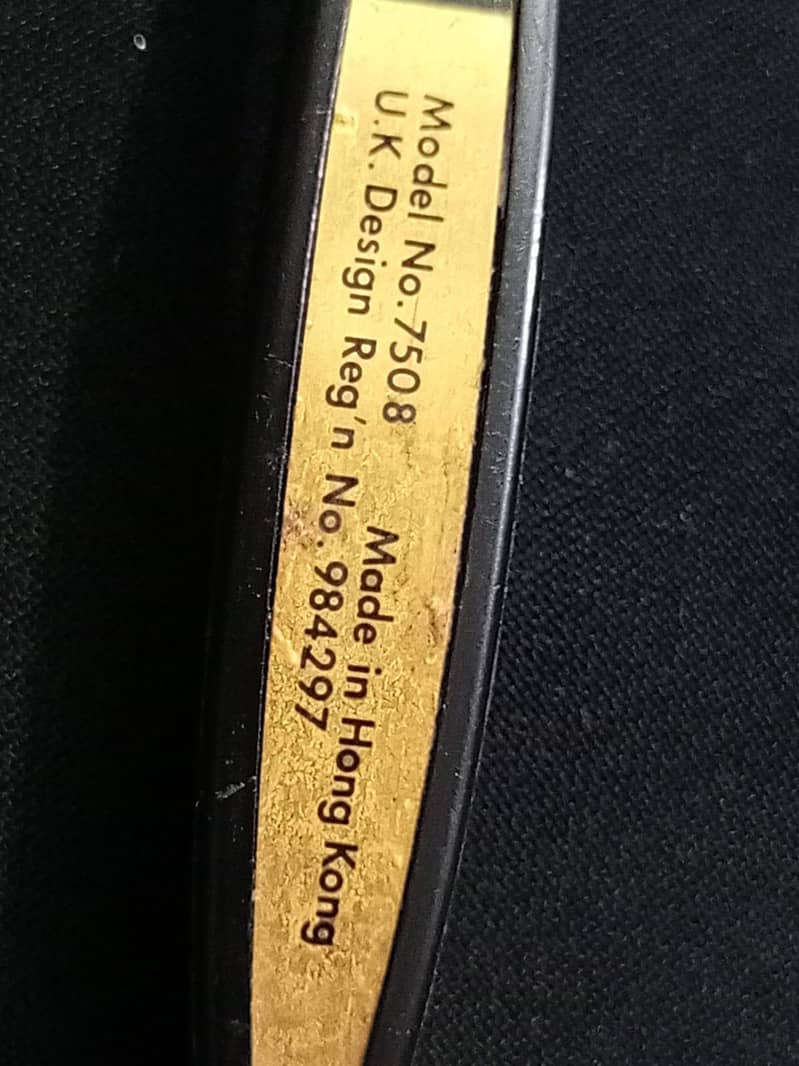 Model No. 7508 Made in Hong Kong
U.K. Design Reg'n No. 984297